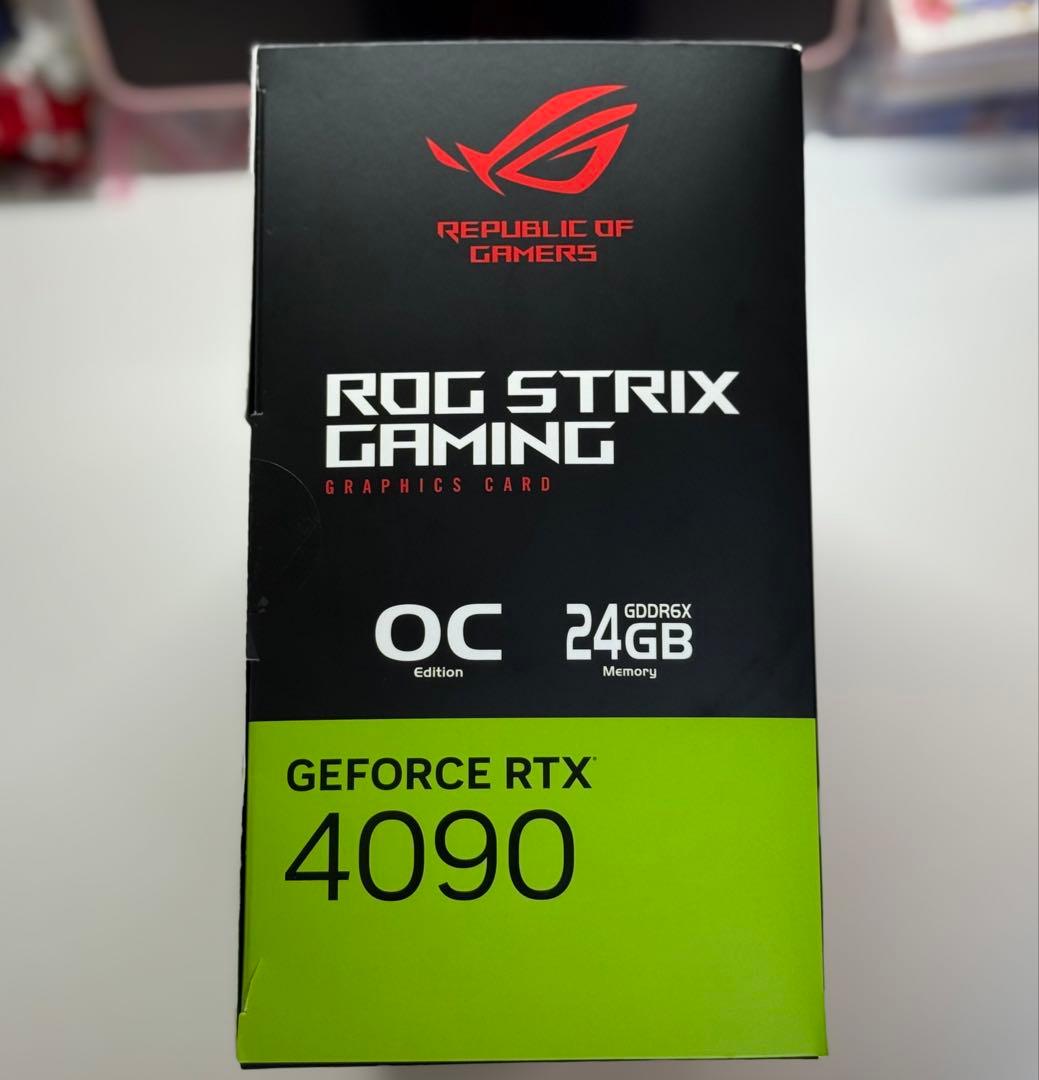 REPUBLIC OF
GAMERS
ROG STRIX
GAMING
GRAPHICS CARD
OC
Edition
24GB
GDDR6X
Memory
GEFORCE RTX
4090